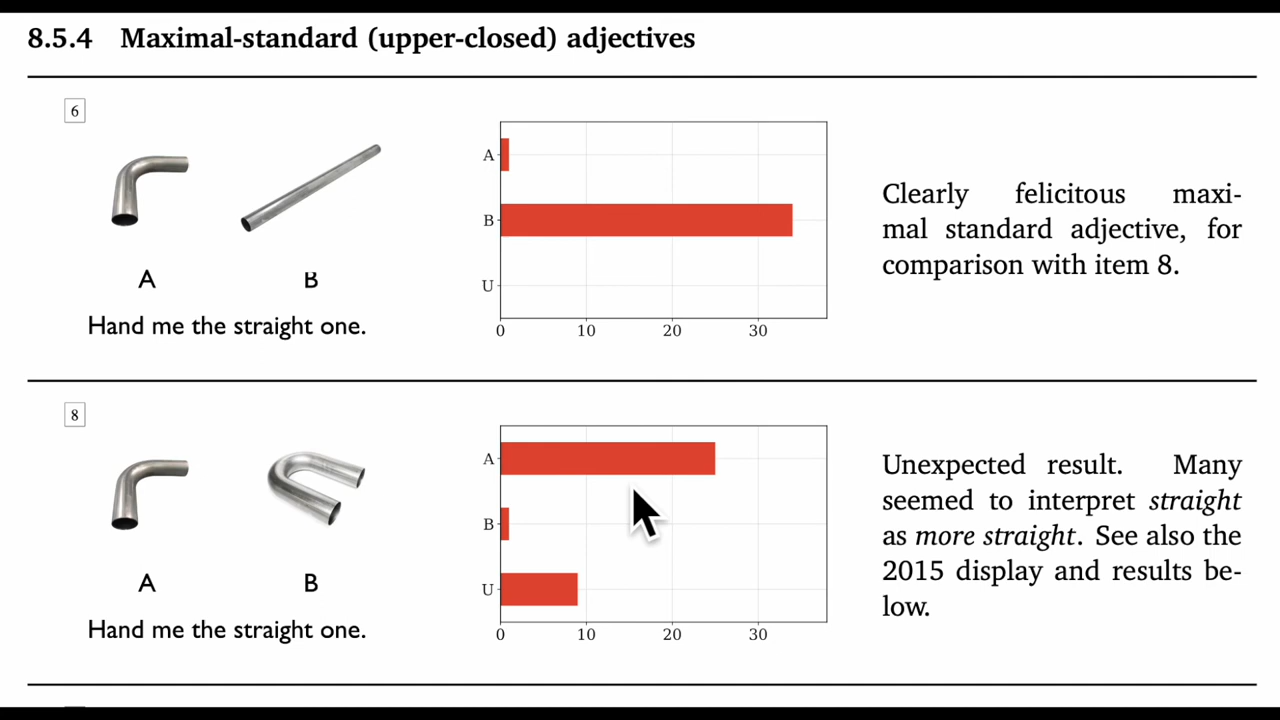 8.5.4 Maximal-standard (upper-closed) adjectives
6
A
B
Hand me the straight one.
A
B
U
0 10 20 30
Clearly felicitous maxi-
mal standard adjective, for
comparison with item 8.
8
A
B
Hand me the straight one.
A
B
U
0 10 20 30
Unexpected result. Many
seemed to interpret straight
as more straight. See also the
2015 display and results be-
low.